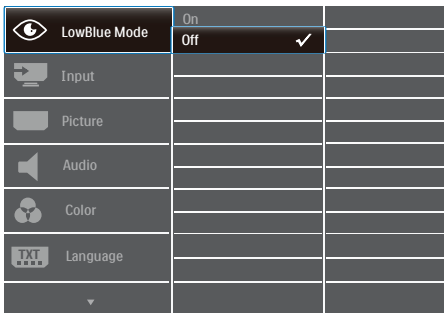 LowBlue Mode
On
Off
Input
Picture
Audio
Color
TXT
Language